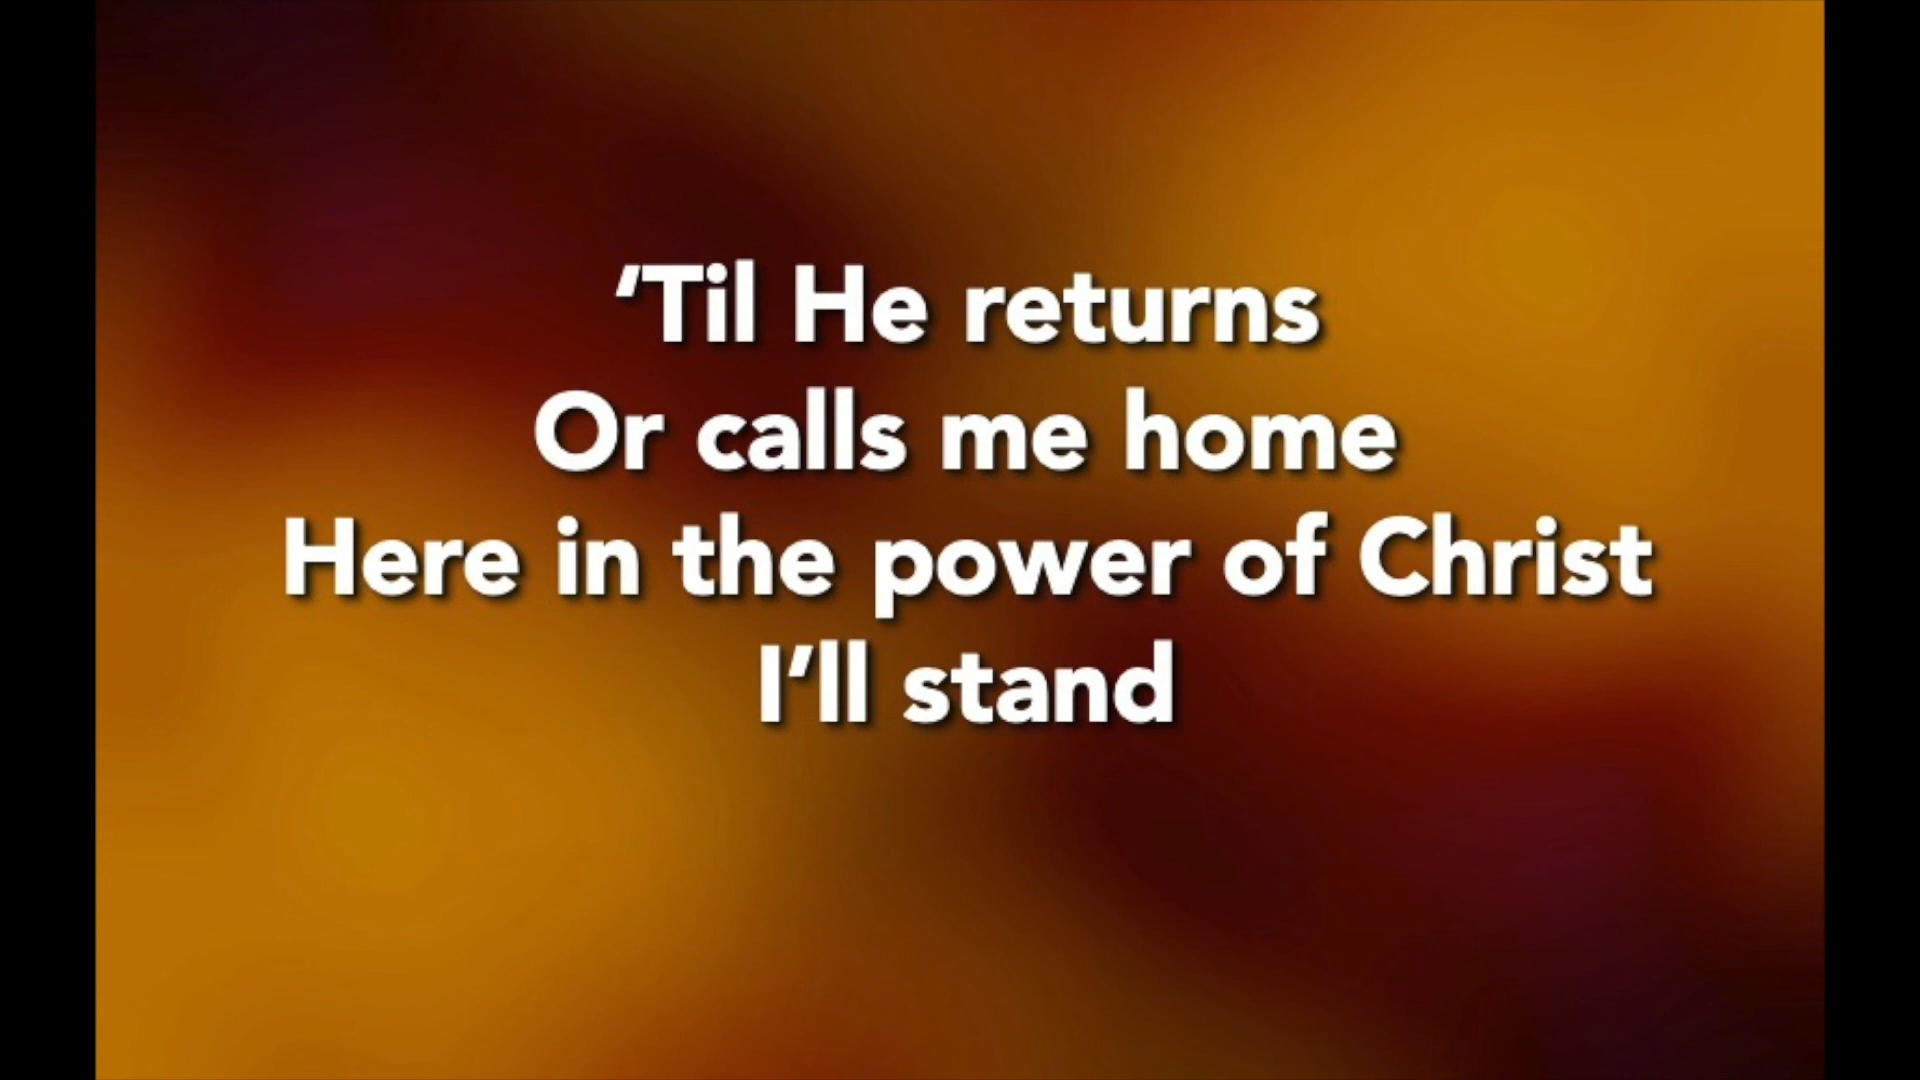 ’Til He returns
Or calls me home
Here in the power of Christ
I’ll stand